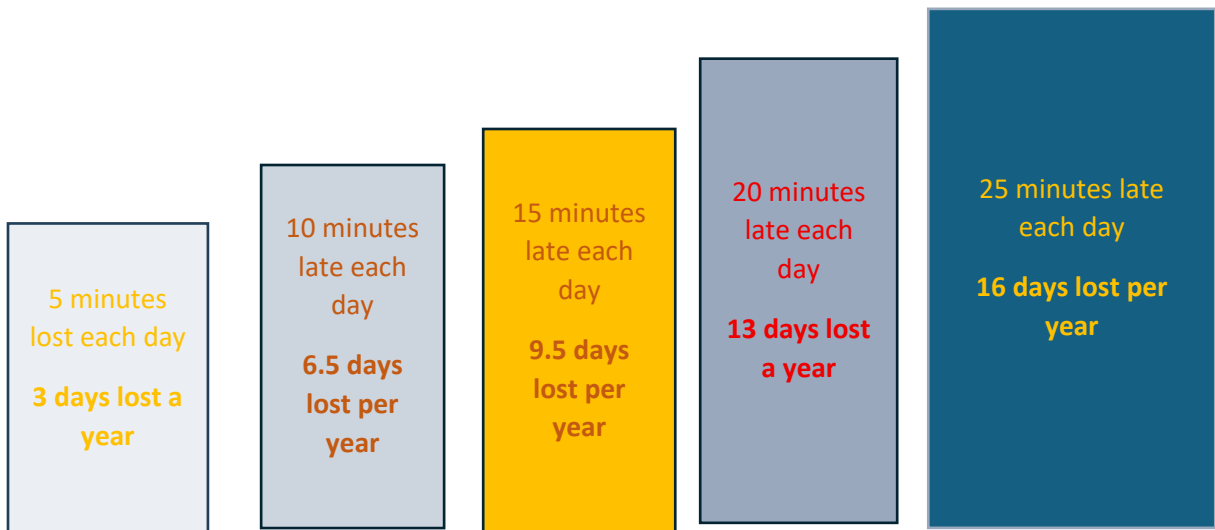 5 minutes
lost each day
3 days lost a
year
10 minutes
late each
day
6.5 days
lost per
year
15 minutes
late each
day
9.5 days
lost per
year
20 minutes
late each
day
13 days lost
a year
25 minutes late
each day
16 days lost per
year